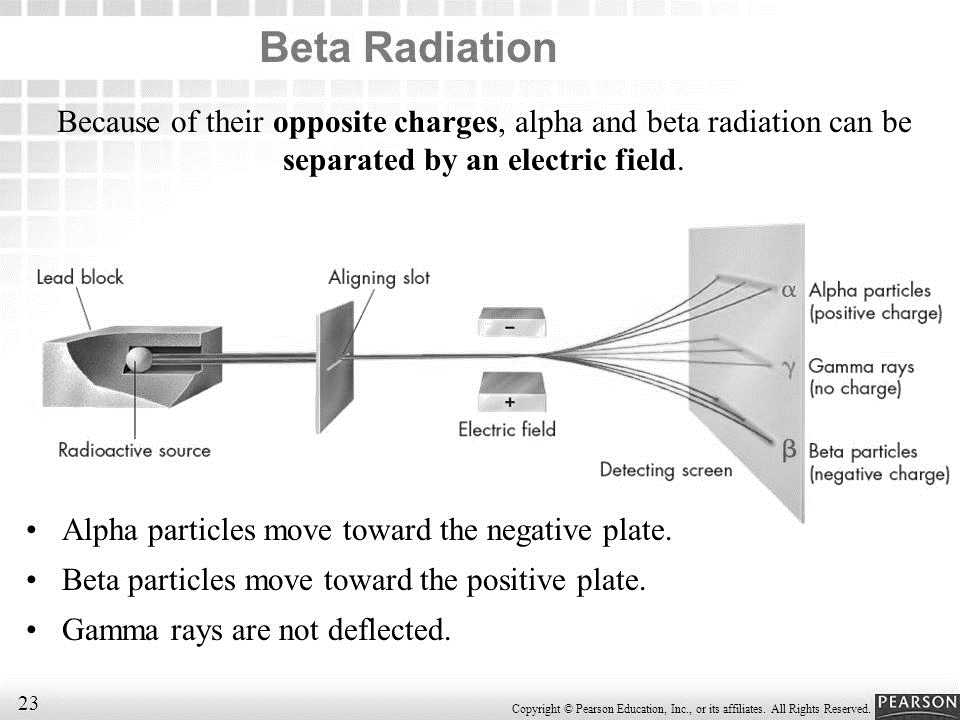 Beta Radiation
Because of their opposite charges, alpha and beta radiation can be
separated by an electric field.
Lead block
Aligning slot
−
+
Electric field
Radioactive source
Detecting screen
α Alpha particles
(positive charge)
γ Gamma rays
(no charge)
β Beta particles
(negative charge)
• Alpha particles move toward the negative plate.
• Beta particles move toward the positive plate.
• Gamma rays are not deflected.
23
Copyright © Pearson Education, Inc., or its affiliates. All Rights Reserved.
PEARSON